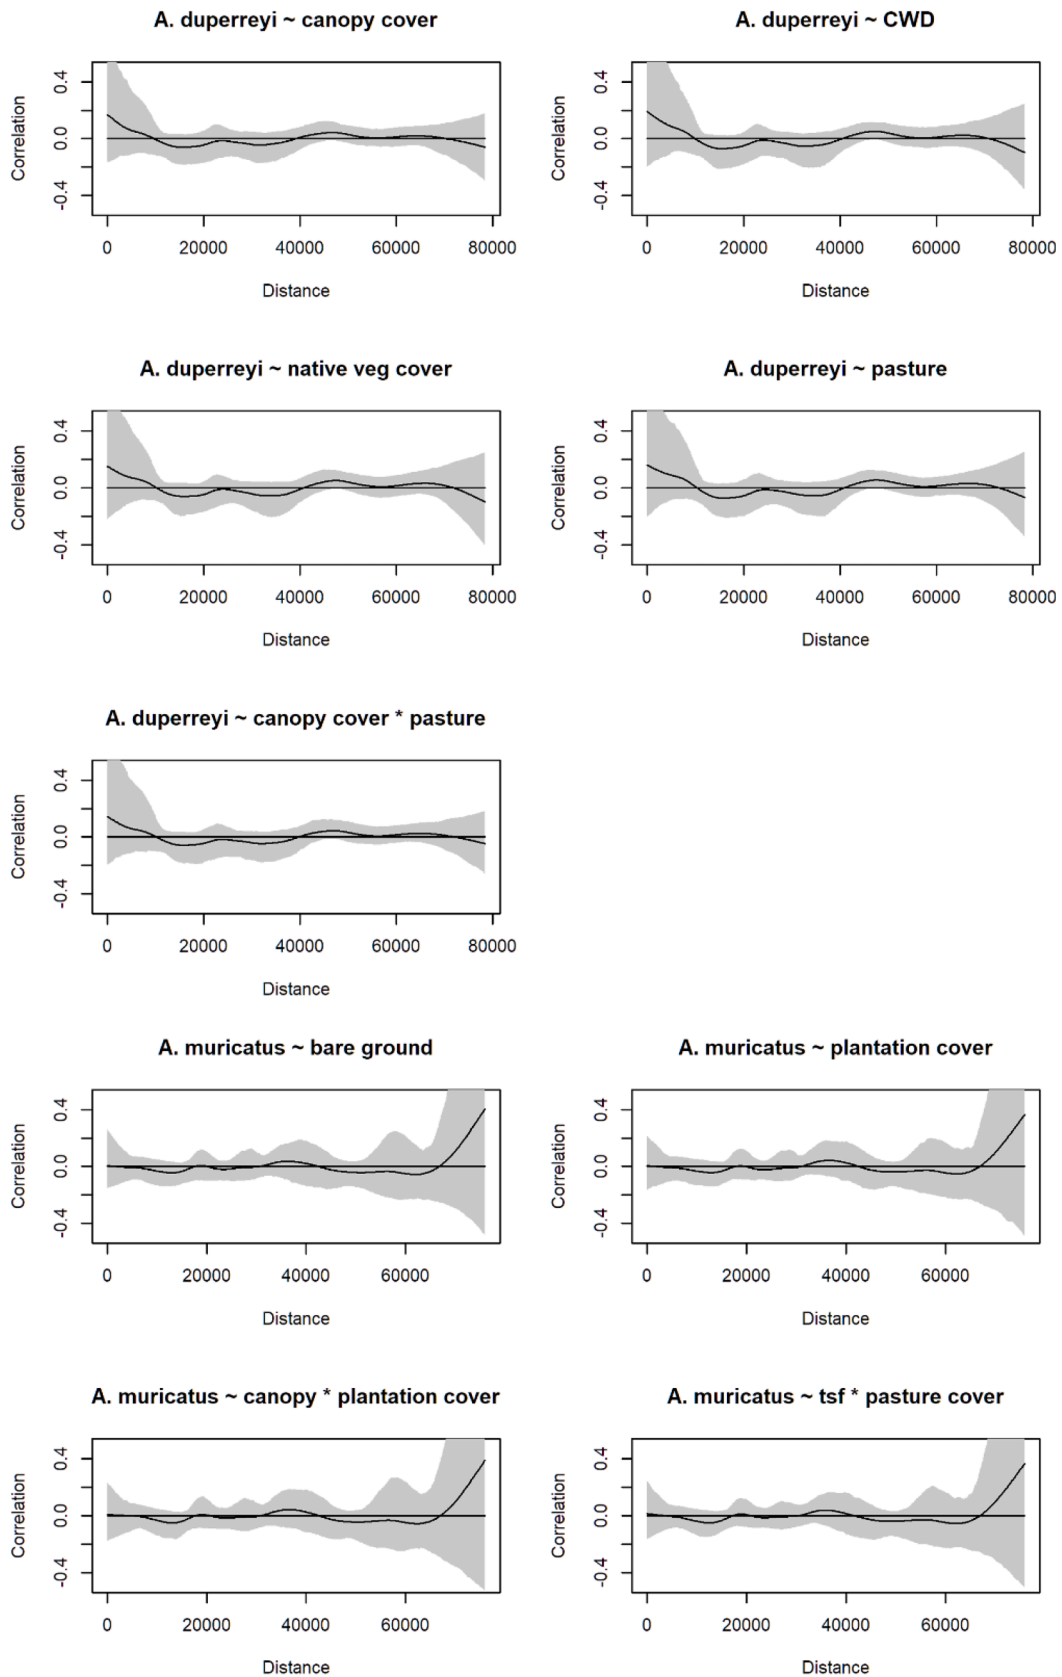 A. duperreyi ~ canopy cover
Correlation
0.4
0.0
-0.4
0 20000 40000 60000 80000
Distance
A. duperreyi ~ CWD
Correlation
0.4
0.0
-0.4
0 20000 40000 60000 80000
Distance
A. duperreyi ~ native veg cover
Correlation
0.4
0.0
-0.4
0 20000 40000 60000 80000
Distance
A. duperreyi ~ pasture
Correlation
0.4
0.0
-0.4
0 20000 40000 60000 80000
Distance
A. duperreyi ~ canopy cover * pasture
Correlation
0.4
0.0
-0.4
0 20000 40000 60000 80000
Distance
A. muricatus ~ bare ground
Correlation
0.4
0.0
-0.4
0 20000 40000 60000
Distance
A. muricatus ~ plantation cover
Correlation
0.4
0.0
-0.4
0 20000 40000 60000
Distance
A. muricatus ~ canopy * plantation cover
Correlation
0.4
0.0
-0.4
0 20000 40000 60000
Distance
A. muricatus ~ tsf * pasture cover
Correlation
0.4
0.0
-0.4
0 20000 40000 60000
Distance